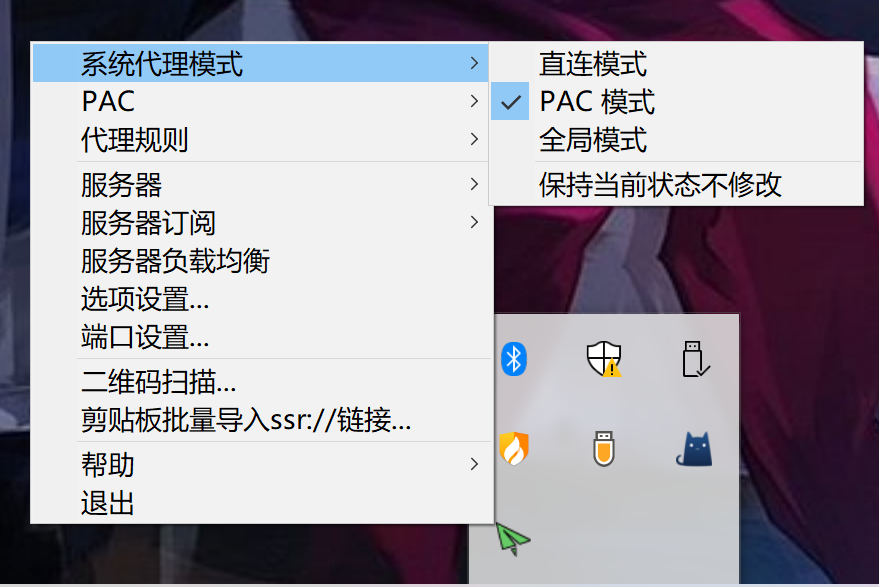 系统代理模式
PAC
代理规则
服务器
服务器订阅
服务器负载均衡
选项设置...
端口设置...
二维码扫描...
剪贴板批量导入ssr://链接...
帮助
退出
直连模式
PAC 模式
全局模式
保持当前状态不修改